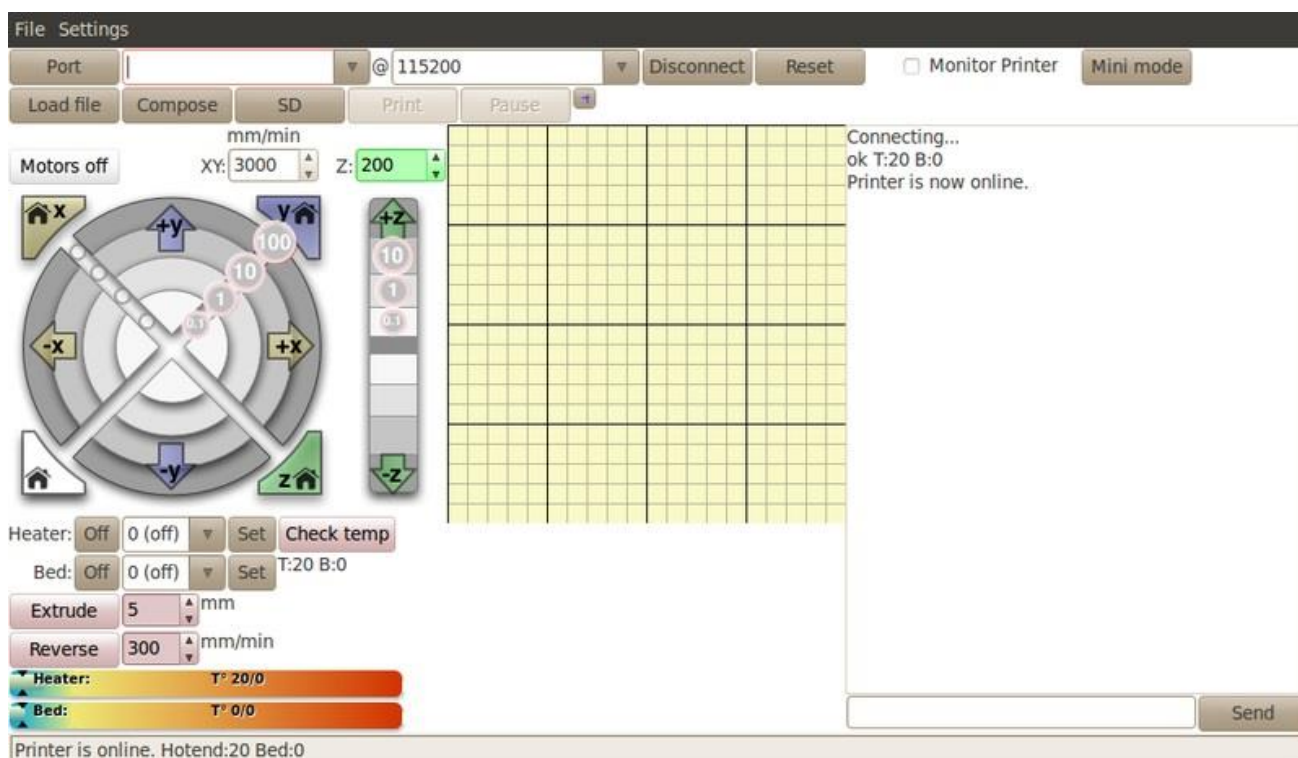 File Settings
Port @ 115200 Disconnect Reset Monitor Printer Mini mode
Load file Compose SD Print Pause
mm/min
Motors off XY: 3000 Z: 200
x +y y 100 10 1 0.1 -x +x -y z
+z 10 1 0.1 -z
Connecting...
ok T:20 B:0
Printer is now online.
Heater: Off 0 (off) Set Check temp
Bed: Off 0 (off) Set T:20 B:0
Extrude 5 mm
Reverse 300 mm/min
Heater: T° 20/0
Bed: T° 0/0
Send
Printer is online. Hotend:20 Bed:0